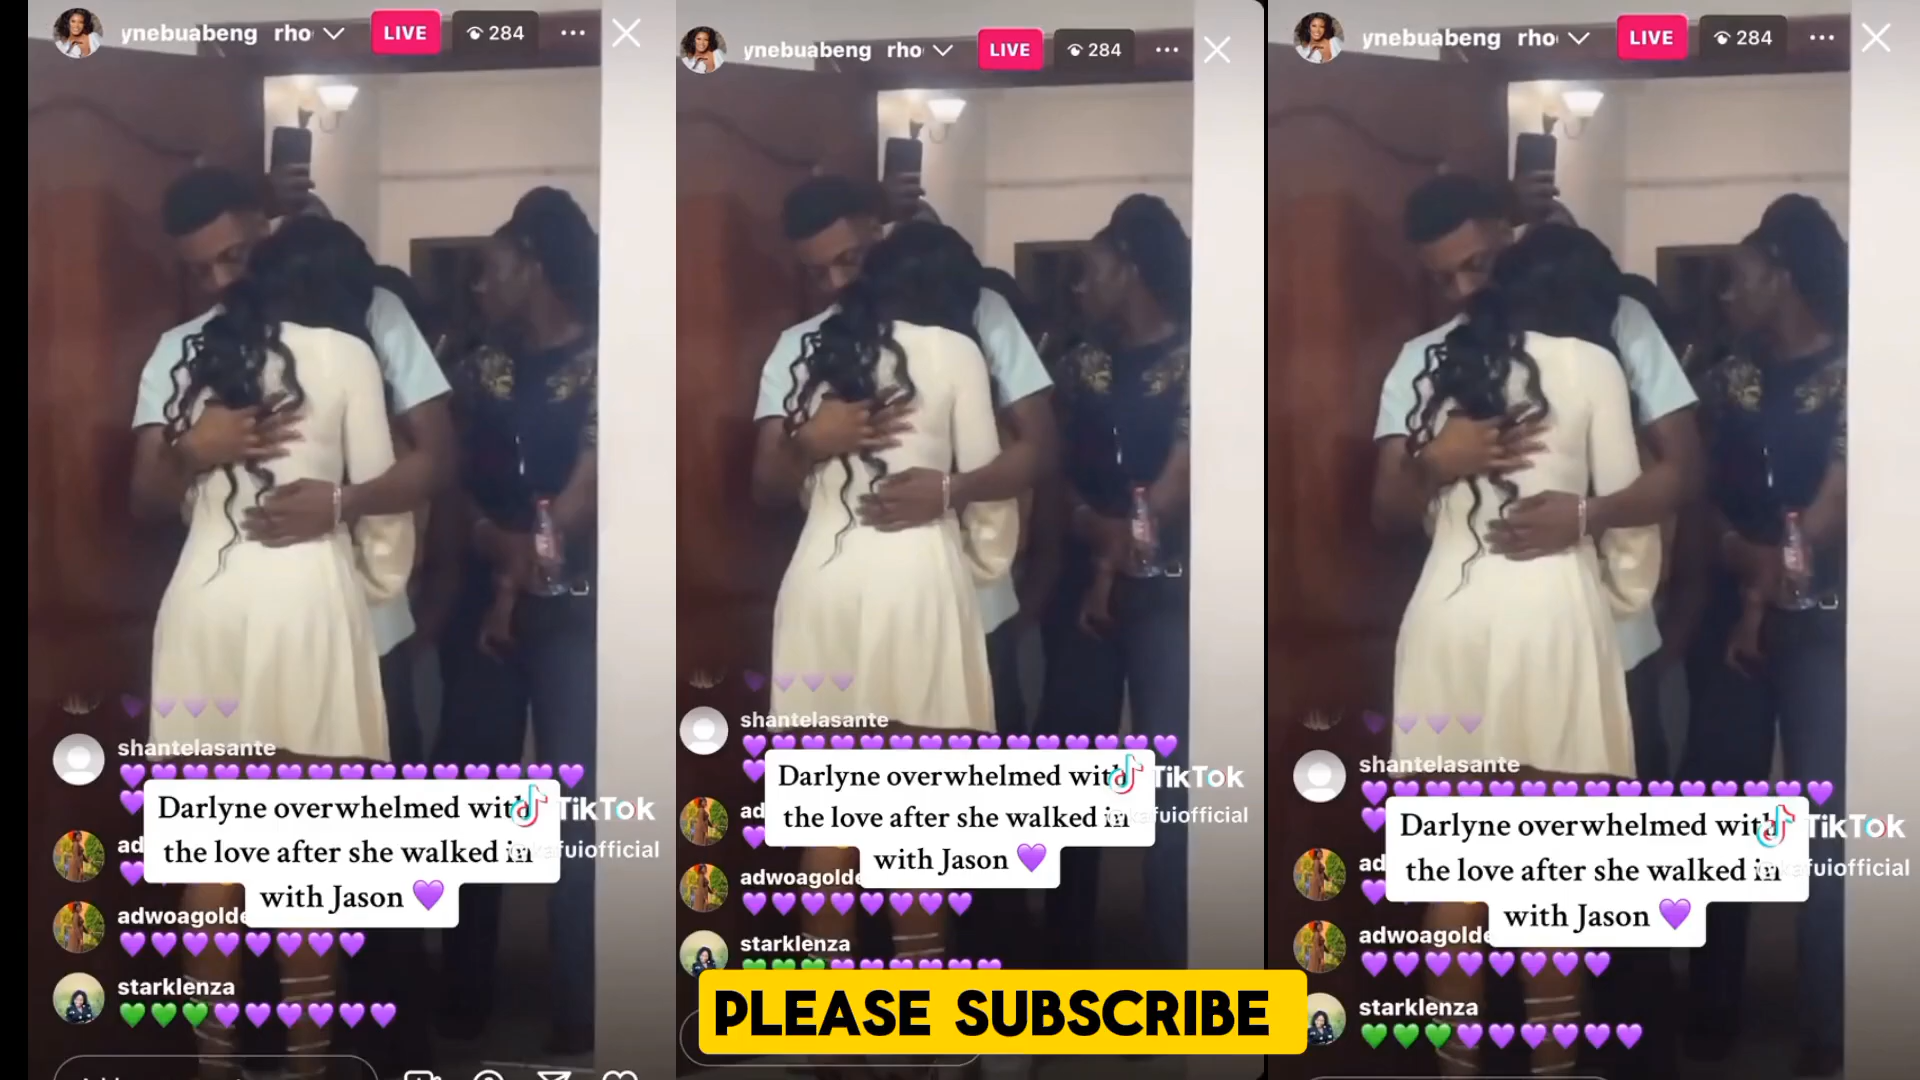 ynebuabeng rho
LIVE
284
shantelasante
Darlyne overwhelmed with
the love after she walked in
with Jason 💜
TikTok
ad
adwoagolde
starklenza
ynebuabeng rho
LIVE
284
shantelasante
Darlyne overwhelmed with
the love after she walked in
with Jason 💜
TikTok
ad
adwoagolde
starklenza
PLEASE SUBSCRIBE
ynebuabeng rho
LIVE
284
shantelasante
Darlyne overwhelmed with
the love after she walked in
with Jason 💜
TikTok
ad
adwoagolde
starklenza